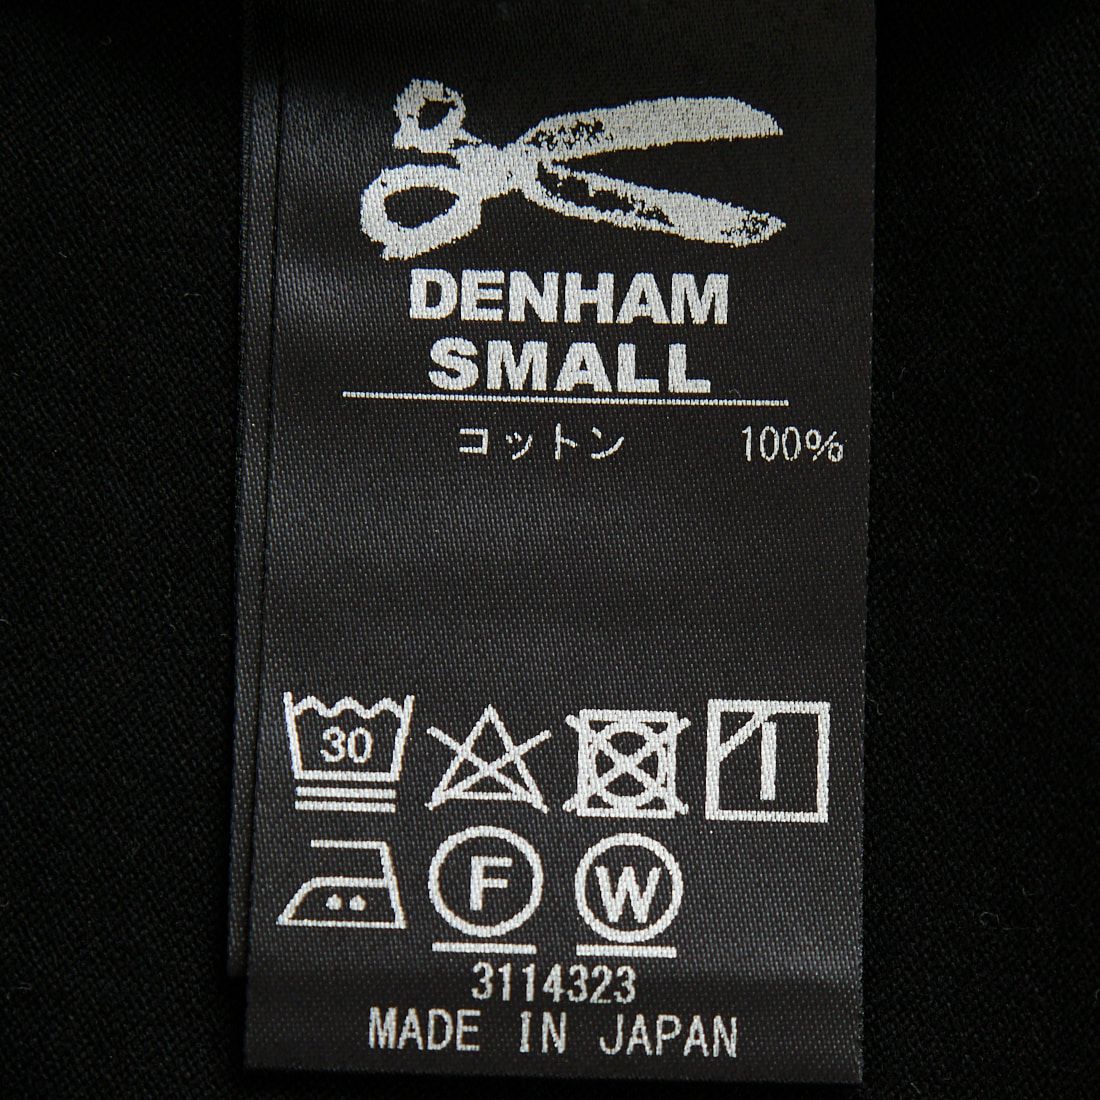 DENHAM
SMALL
コットン 100%
30
F W
3114323
MADE IN JAPAN